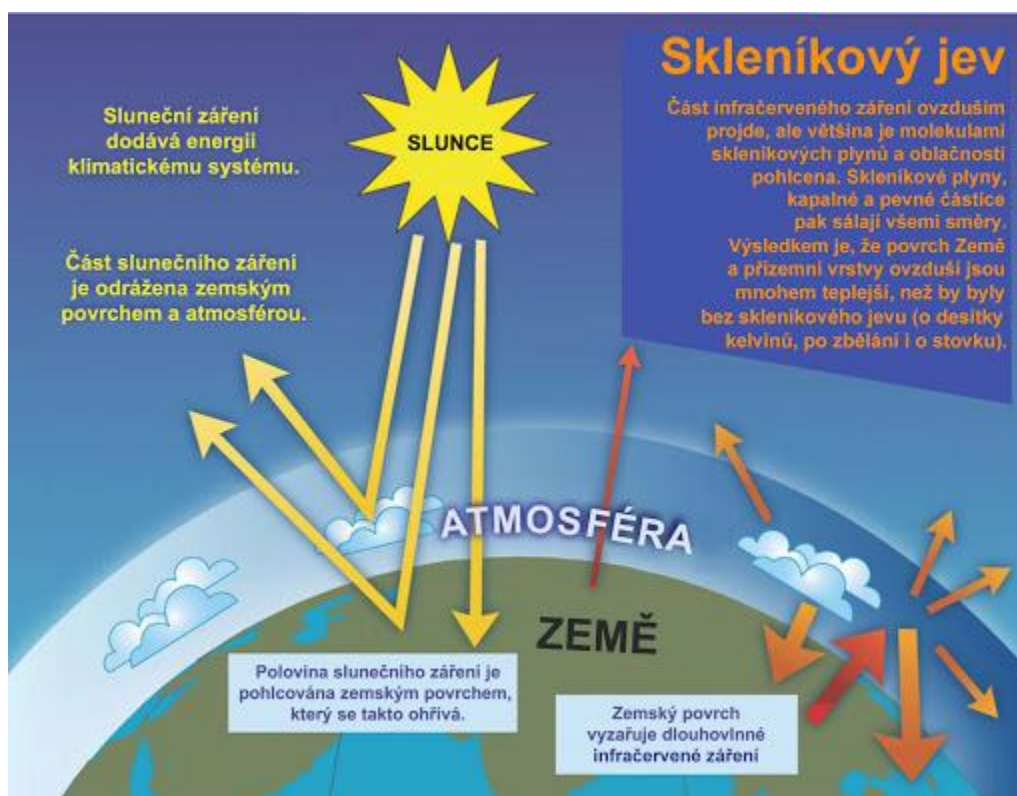 Skleníkový jev
Část infračerveného záření ovzduším
projde, ale většina je molekulami
skleníkových plynů a oblačností
pohlcena. Skleníkové plyny,
kapalné a pevné částice
pak sálají všemi směry.
Výsledkem je, že povrch Země
a přízemní vrstvy ovzduší jsou
mnohem teplejší, než by byly
bez skleníkového jevu (o desítky
kelvinů, po zbělání i o stovku).
Sluneční záření
dodává energii
klimatickému systému.
SLUNCE
Část slunečního záření
je odrážena zemským
povrchem a atmosférou.
ATMOSFÉRA
ZEMĚ
Polovina slunečního záření je
pohlcována zemským povrchem,
který se takto ohřívá.
Zemský povrch
vyzařuje dlouhovlnné
infračervené záření